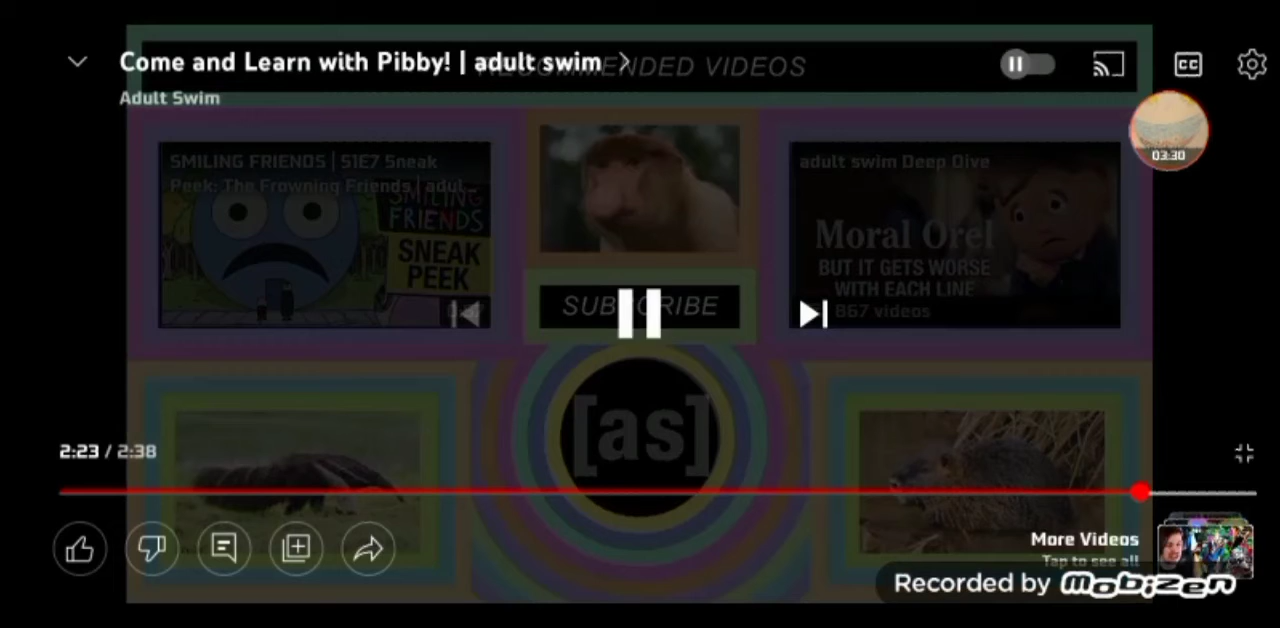 Come and Learn with Pibby! | adult swim
RECOMMENDED VIDEOS
Adult Swim
03:30
SMILING FRIENDS | S1E7 Sneak
Peek: The Frowning Friends | adul...
SMILING
FRIENDS
SNEAK
PEEK
adult swim Deep Dive
Moral Orel
BUT IT GETS WORSE
WITH EACH LINE
867 videos
SUBSCRIBE
[as]
2:23 / 2:38
More Videos
Tap to see all
Recorded by mobizen
CC